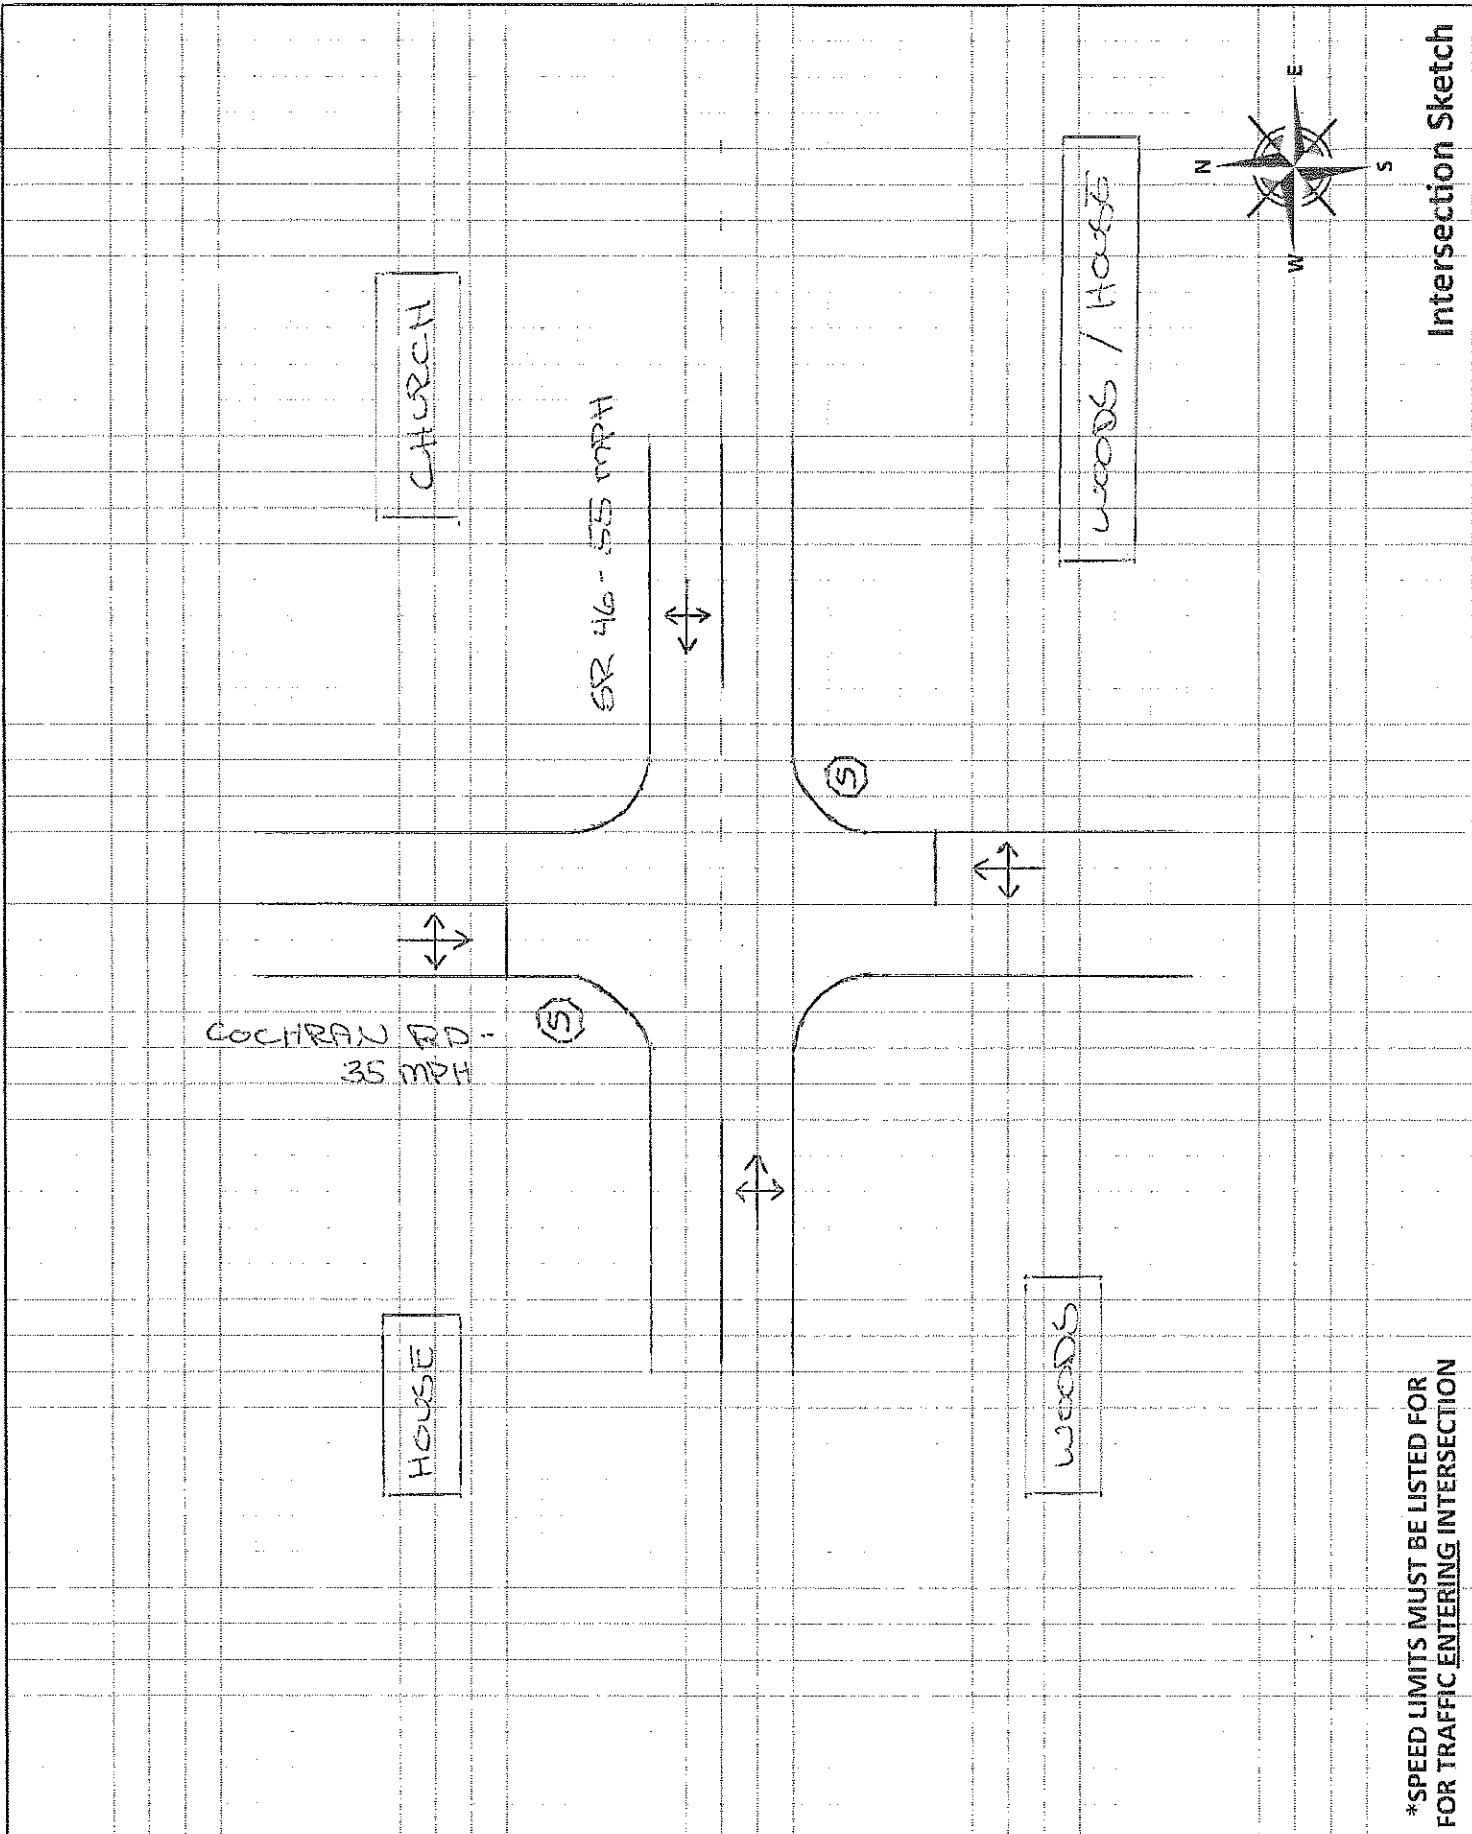 CHURCH
SR 46 - 55 MPH
COCHRAN RD -
35 MPH
S
S
HOUSE
WOODS / HOUSE
WOODS
N
E
S
W
Intersection Sketch
*SPEED LIMITS MUST BE LISTED FOR
FOR TRAFFIC ENTERING INTERSECTION